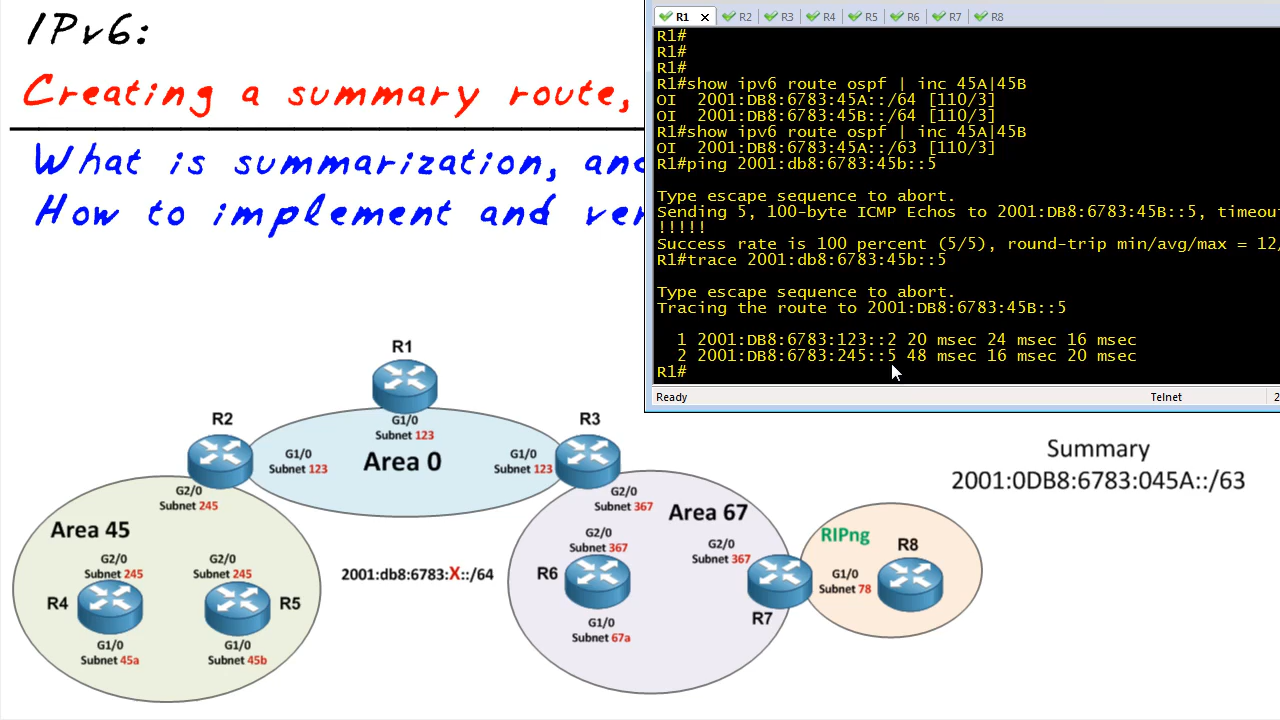 IPv6:
Creating a summary route,
What is summarization, and
How to implement and ver
R1 R2 R3 R4 R5 R6 R7 R8
R1#
R1#
R1#
R1#show ipv6 route ospf | inc 45A|45B
OI  2001:DB8:6783:45A::/64 [110/3]
OI  2001:DB8:6783:45B::/64 [110/3]
R1#show ipv6 route ospf | inc 45A|45B
OI  2001:DB8:6783:45A::/63 [110/3]
R1#ping 2001:db8:6783:45b::5
Type escape sequence to abort.
Sending 5, 100-byte ICMP Echos to 2001:DB8:6783:45B::5, timeou
!!!!!
Success rate is 100 percent (5/5), round-trip min/avg/max = 12/
R1#trace 2001:db8:6783:45b::5
Type escape sequence to abort.
Tracing the route to 2001:DB8:6783:45B::5
1 2001:DB8:6783:123::2 20 msec 24 msec 16 msec
2 2001:DB8:6783:245::5 48 msec 16 msec 20 msec
R1#
Ready
Telnet
2
Summary
2001:0DB8:6783:045A::/63
R1
G1/0
Subnet 123
R2
G1/0
Subnet 123
Area 0
G1/0
Subnet 123
R3
G2/0
Subnet 245
G2/0
Subnet 367
Area 45
G2/0
Subnet 245
G2/0
Subnet 245
R4
R5
G1/0
Subnet 45a
G1/0
Subnet 45b
2001:db8:6783:X::/64
Area 67
G2/0
Subnet 367
G2/0
Subnet 367
R6
G1/0
Subnet 67a
R7
RIPng
R8
G1/0
Subnet 78